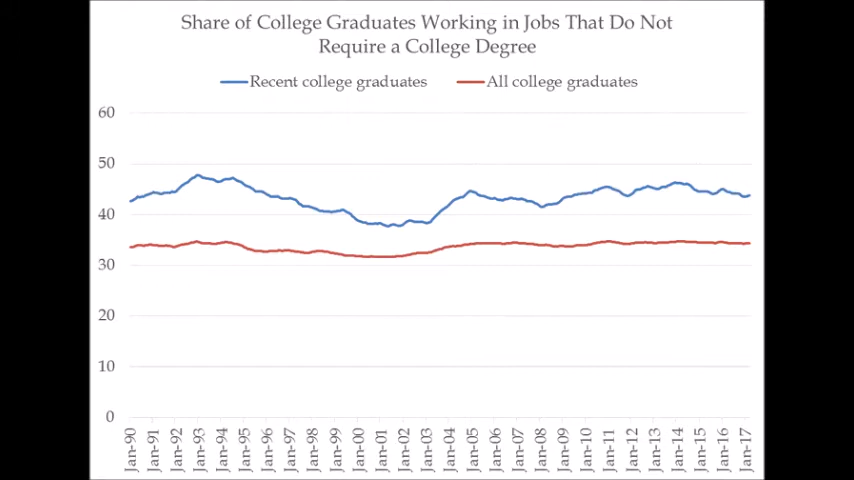 Share of College Graduates Working in Jobs That Do Not
Require a College Degree
Recent college graduates All college graduates
60
50
40
30
20
10
0
Jan-90 Jan-91 Jan-92 Jan-93 Jan-94 Jan-95 Jan-96 Jan-97 Jan-98 Jan-99 Jan-00 Jan-01 Jan-02 Jan-03 Jan-04 Jan-05 Jan-06 Jan-07 Jan-08 Jan-09 Jan-10 Jan-11 Jan-12 Jan-13 Jan-14 Jan-15 Jan-16 Jan-17